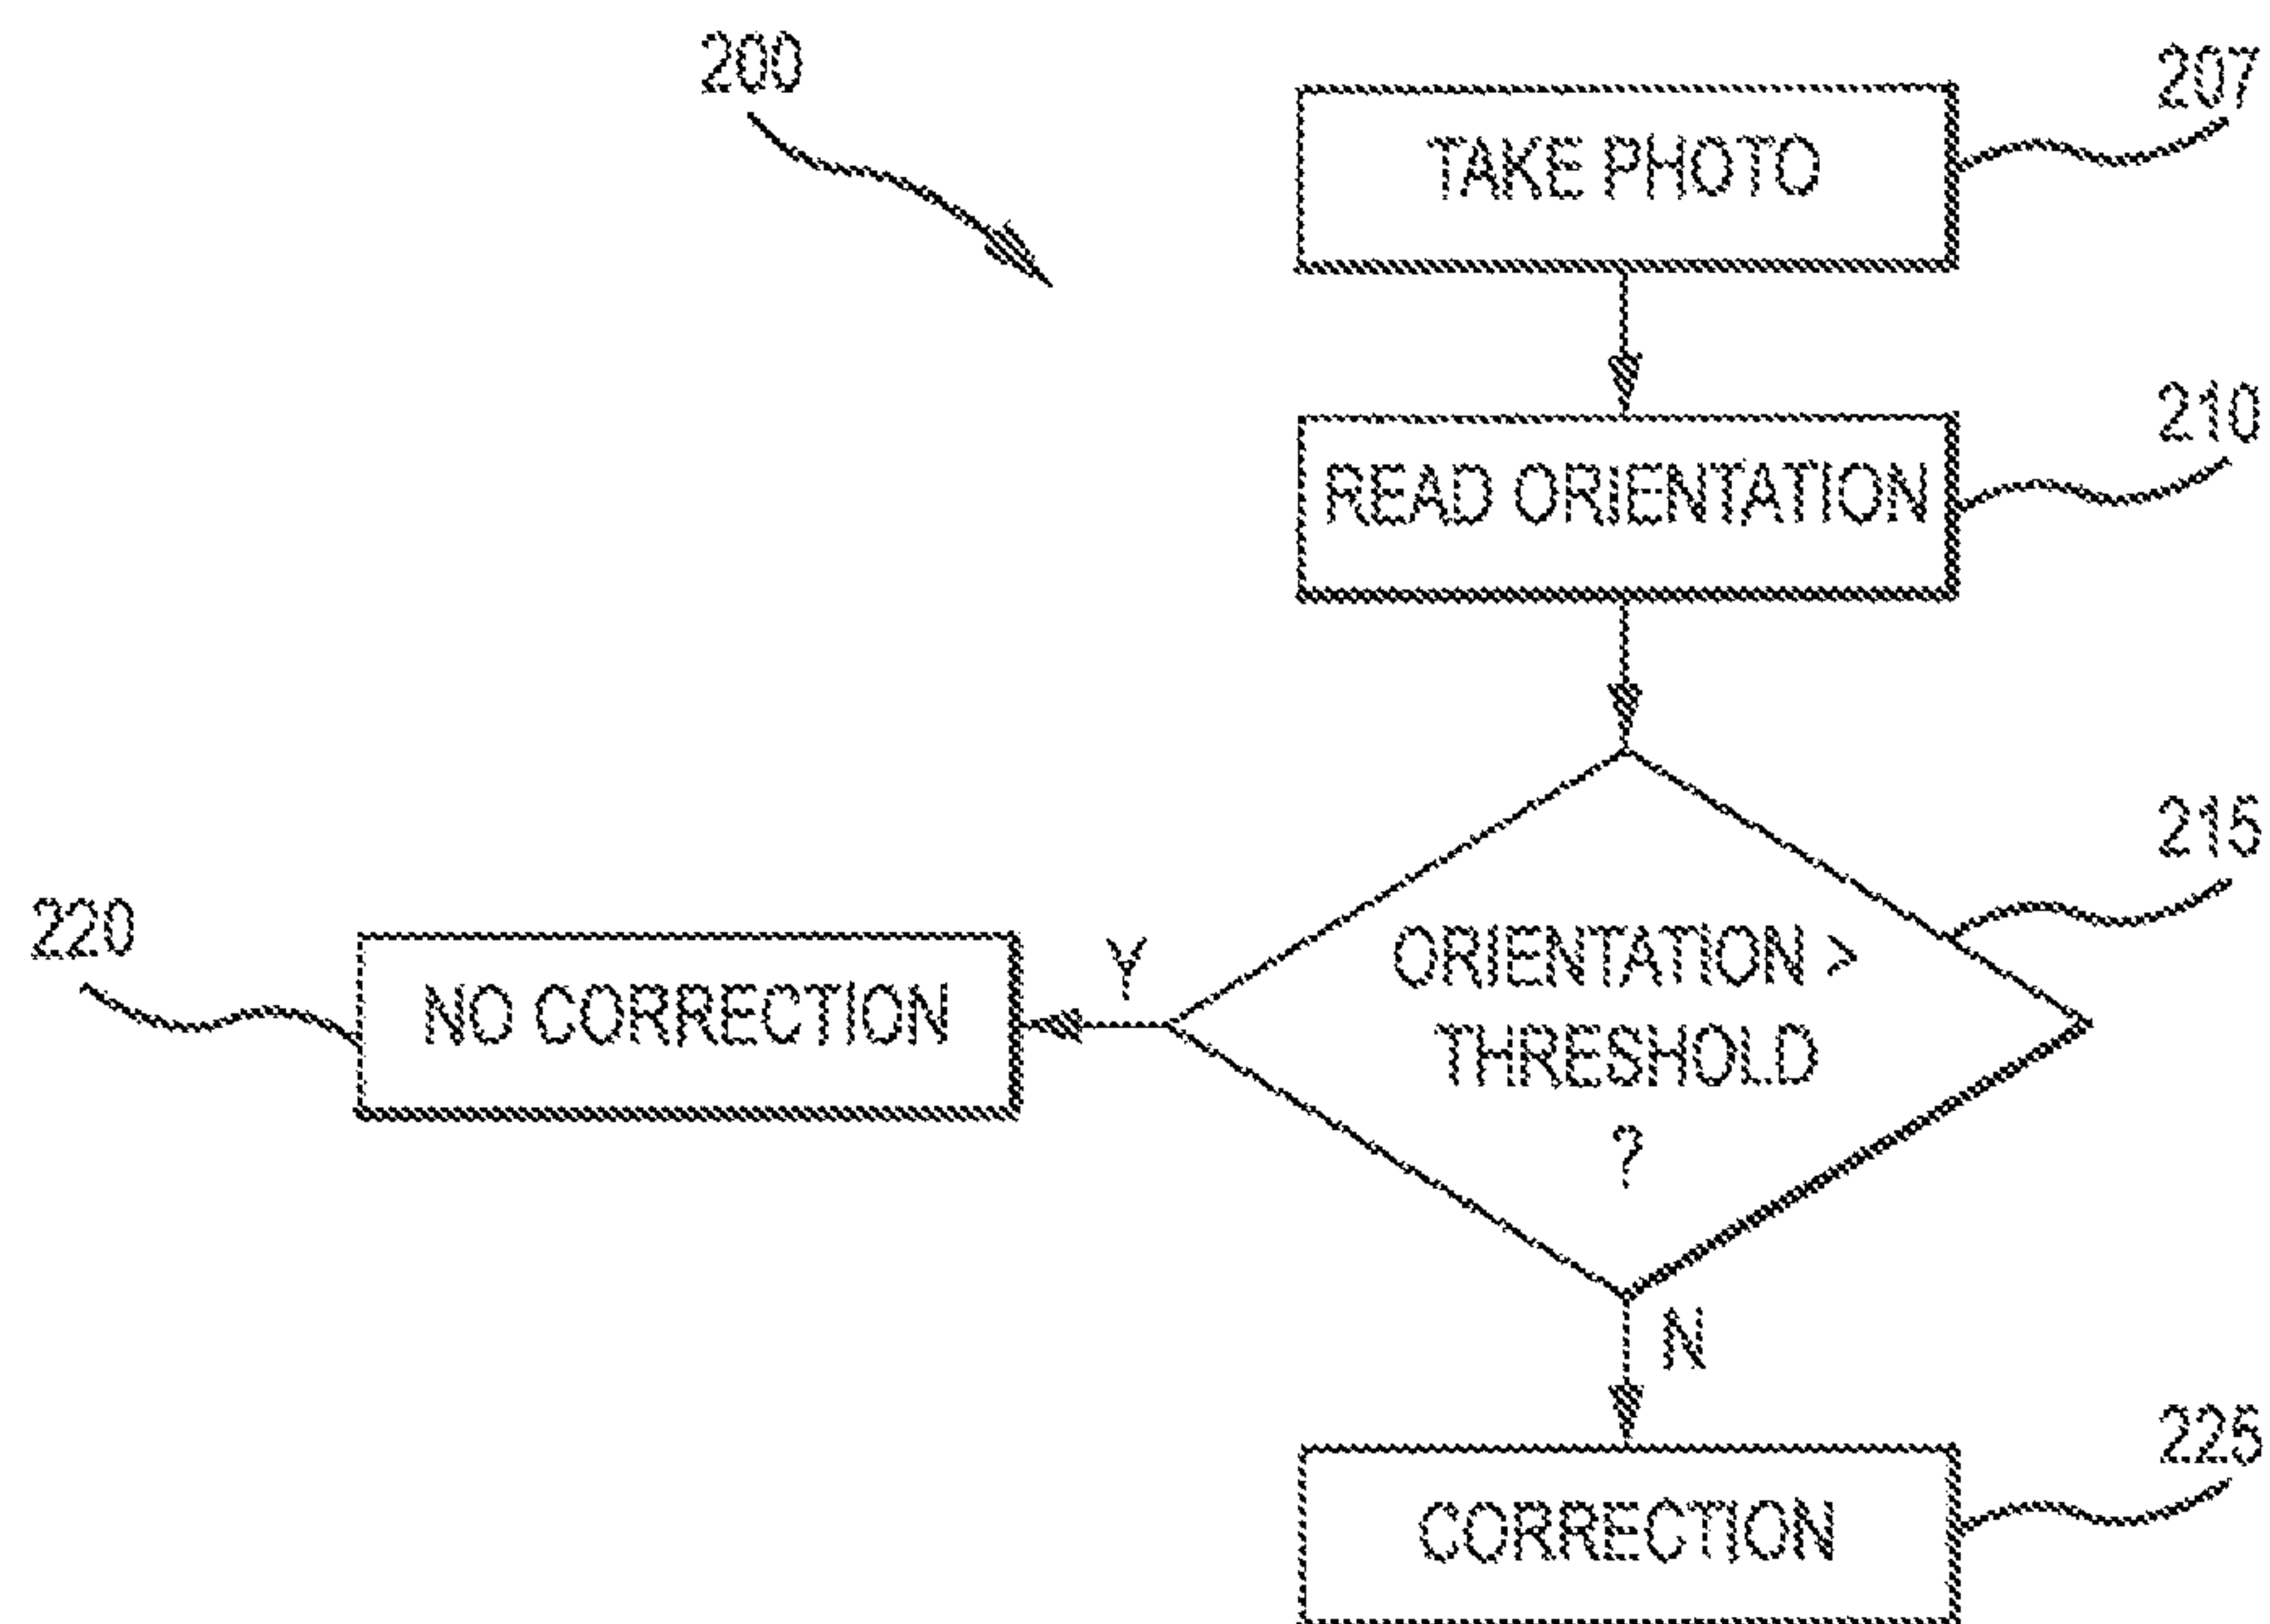 200
207
TAKE PHOTO
210
READ ORIENTATION
215
220
Y
ORIENTATION >
THRESHOLD
?
NO CORRECTION
N
225
CORRECTION